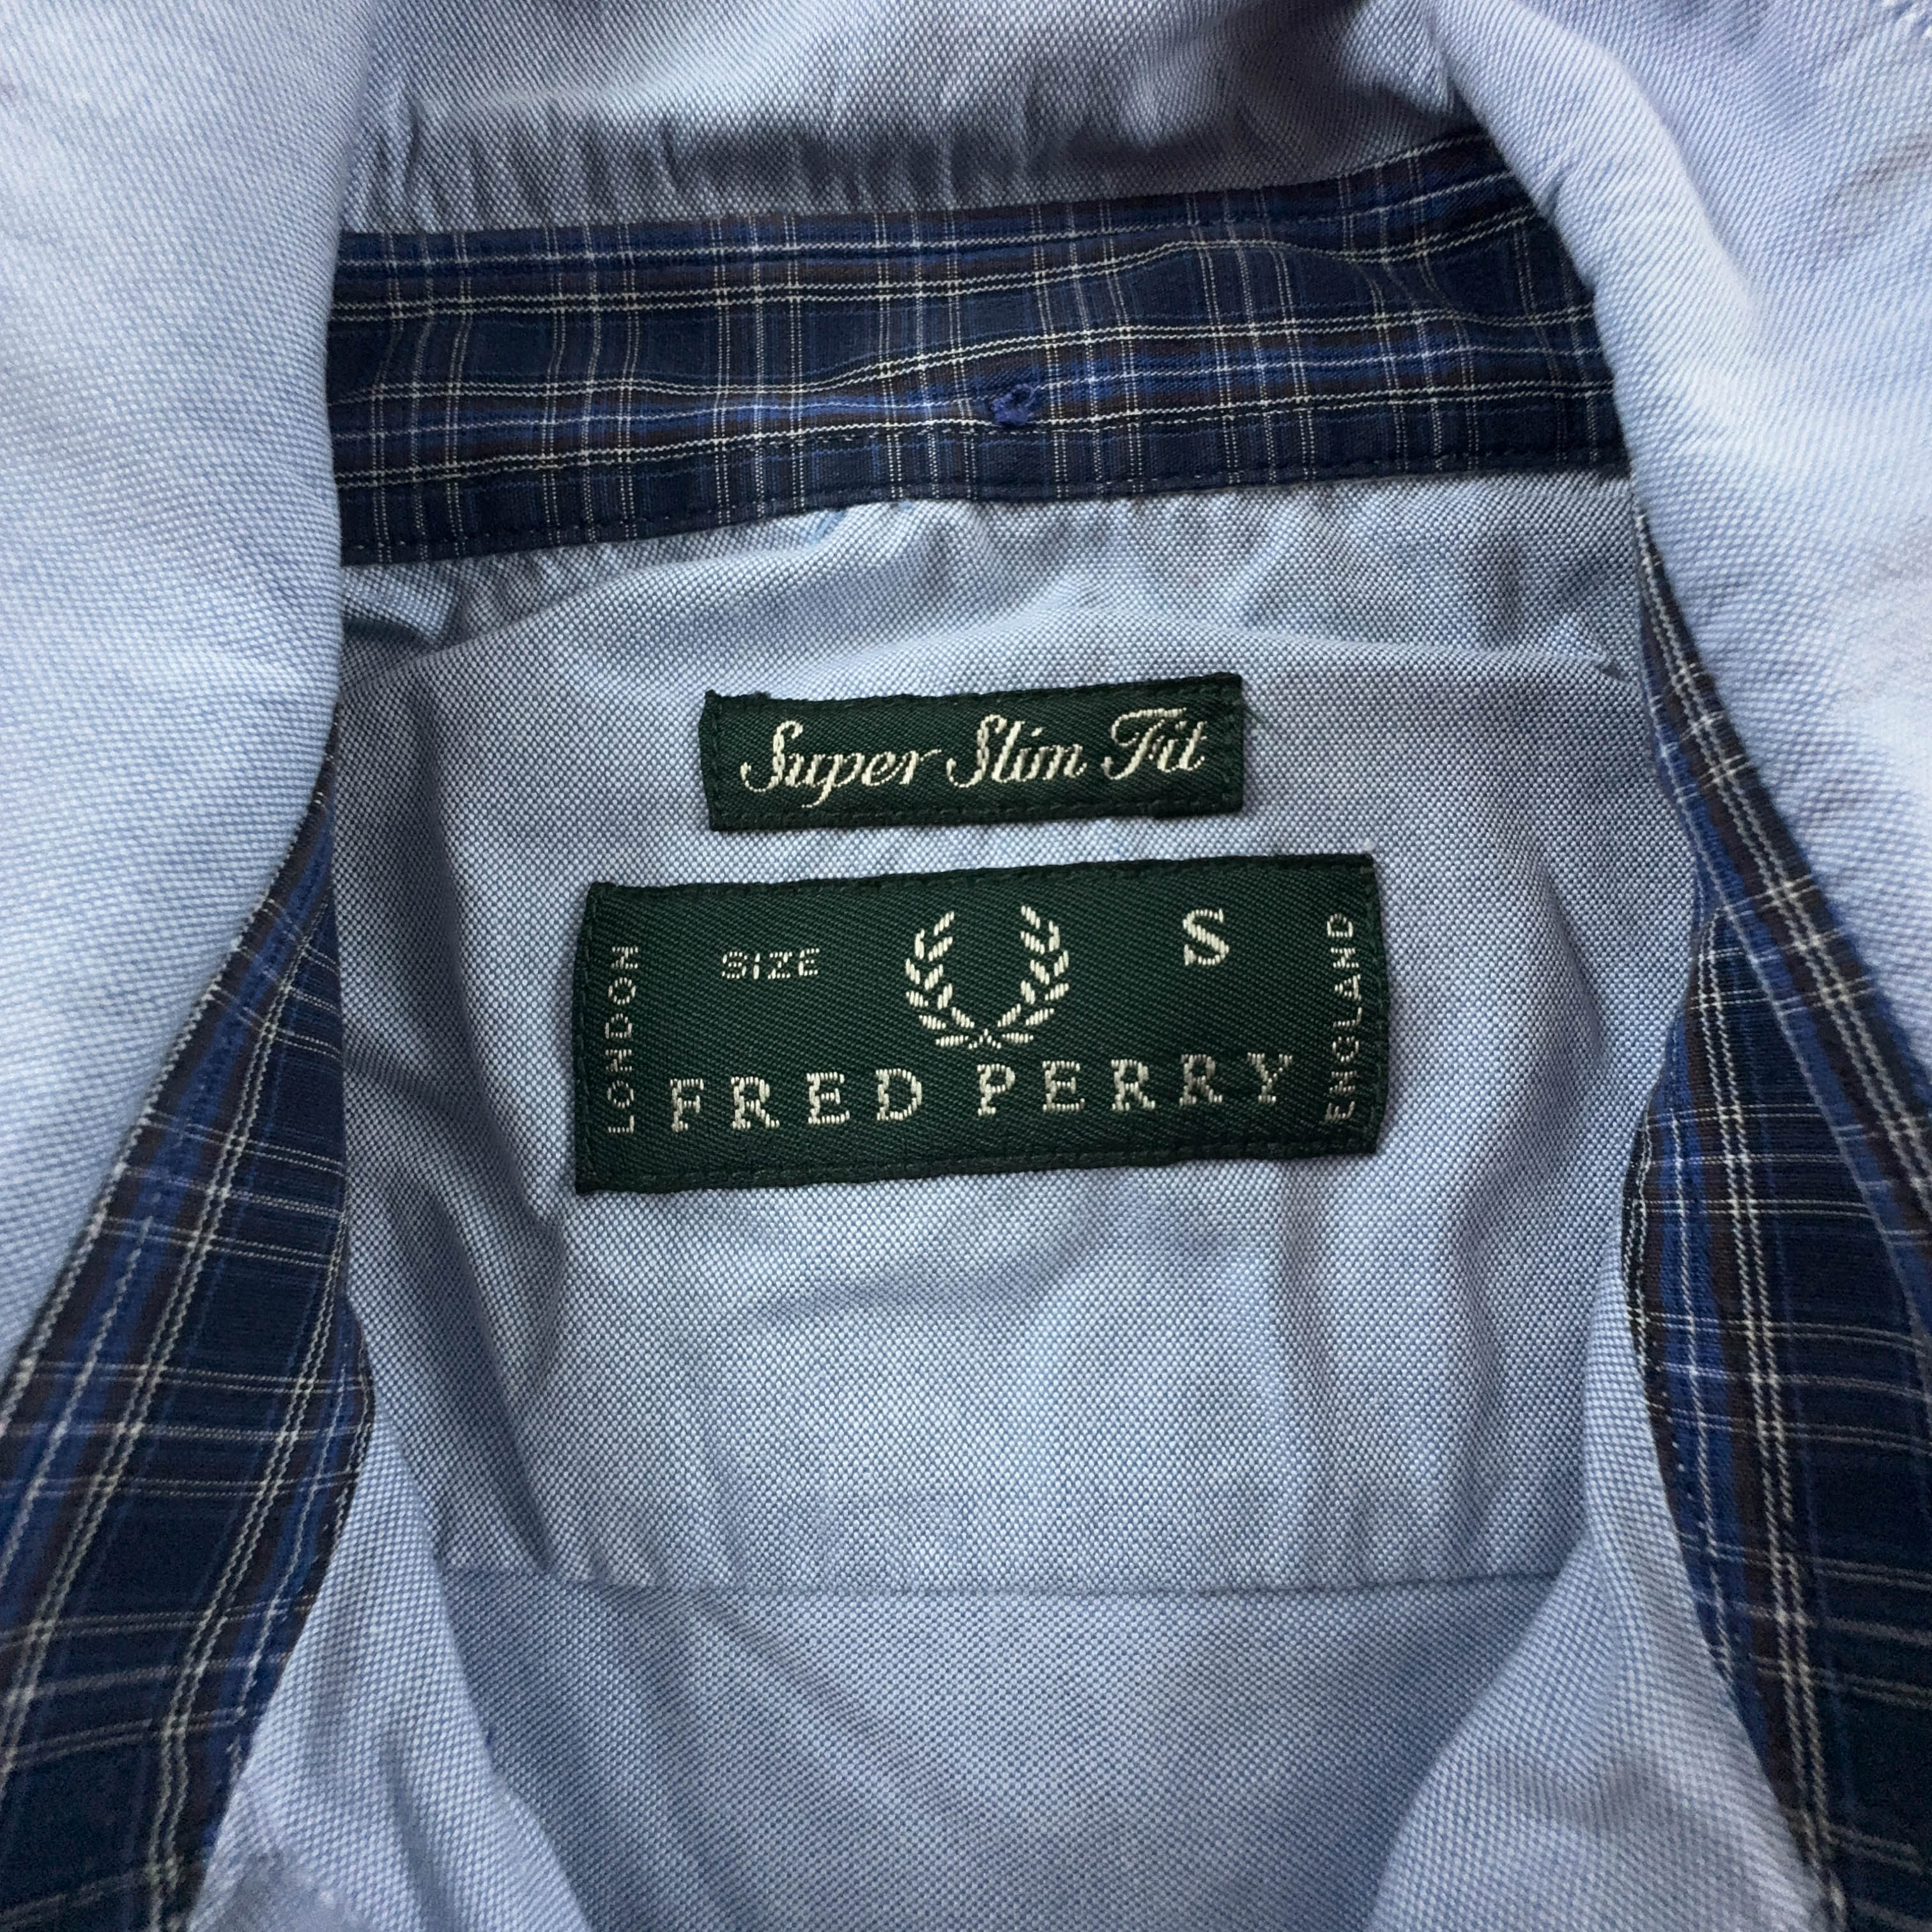 Super Slim Fit
SIZE S
LONDON
FRED PERRY
ENGLAND